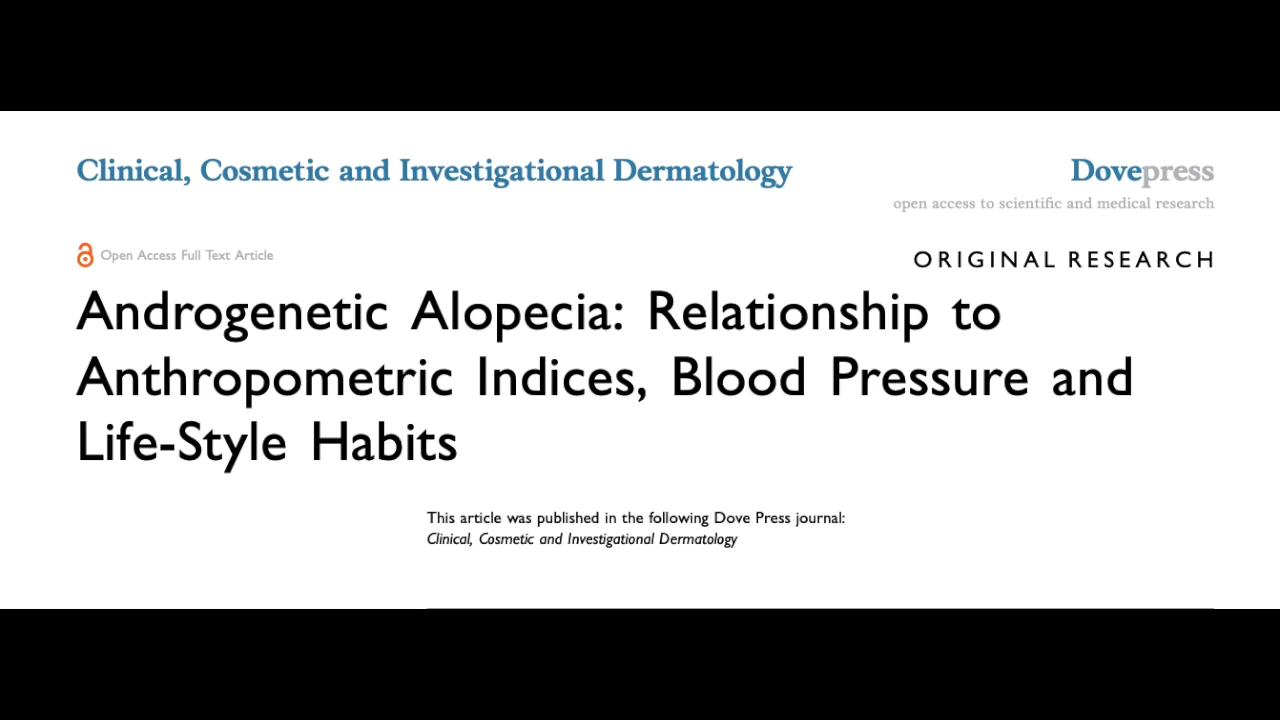 Clinical, Cosmetic and Investigational Dermatology
Dovepress
open access to scientific and medical research
Open Access Full Text Article
ORIGINAL RESEARCH
Androgenetic Alopecia: Relationship to
Anthropometric Indices, Blood Pressure and
Life-Style Habits
This article was published in the following Dove Press journal:
Clinical, Cosmetic and Investigational Dermatology